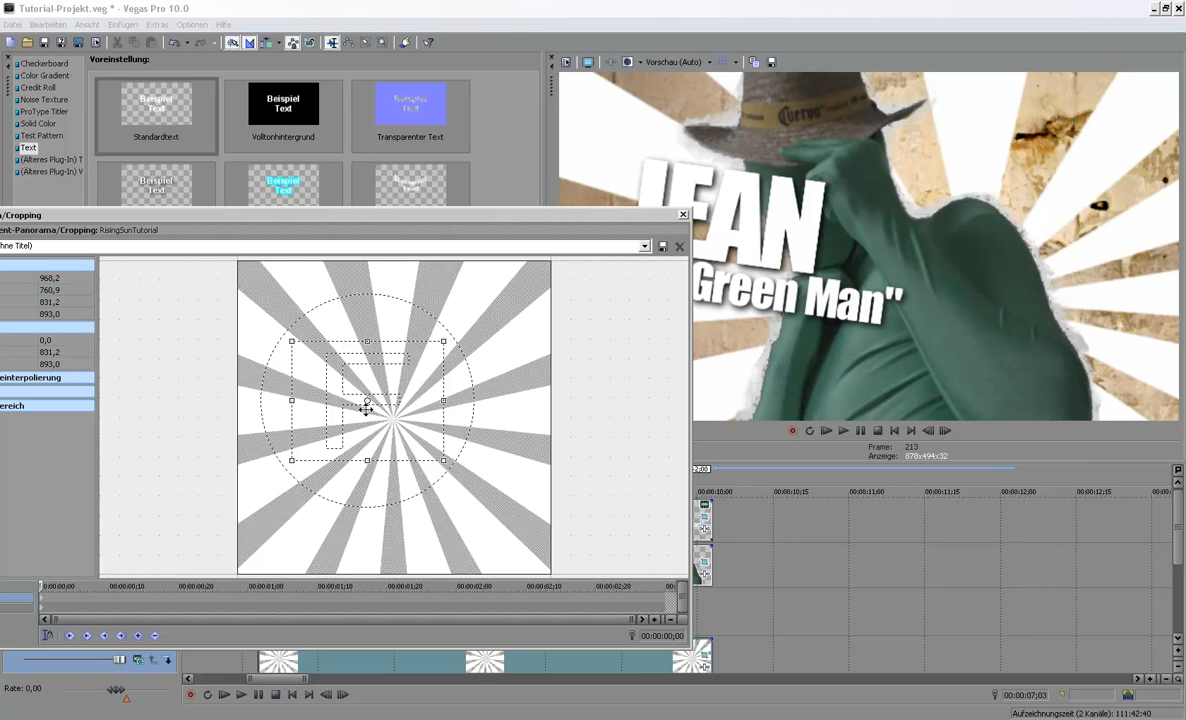 Tutorial-Projekt.veg * - Vegas Pro 10.0
Datei Bearbeiten Ansicht Einfügen Extras Optionen Hilfe
Checkerboard
Color Gradient
Credit Roll
Noise Texture
ProType Titler
Solid Color
Test Pattern
Text
(Älteres Plug-In) T
(Älteres Plug-In) V
Voreinstellung:
Beispiel Text
Beispiel Text
Beispiel Text
Standardtext
Volltonhintergrund
Transparenter Text
Beispiel Text
Beispiel Text
Vorschau (Auto)
Cuervo
JEAN
Green Man"
Frame: 213
Anzeige: 878x494x32
a/Cropping
ent-Panorama/Cropping: RisingSunTutorial
hne Titel)
968,2
760,9
831,2
893,0
0,0
831,2
893,0
einterpolierung
ereich
00:00:00;00
00:00:00;10
00:00:00;20
00:00:01;00
00:00:01;10
00:00:01;20
00:00:02;00
00:00:02;10
00:00:02;20
00:00:00;00
-2;00
00:00:10;00
00:00:10;15
00:00:11;00
00:00:11;15
00:00:12;00
00:00:12;15
Rate: 0,00
00:00:07;03
Aufzeichnungszeit (2 Kanäle): 111:42:40